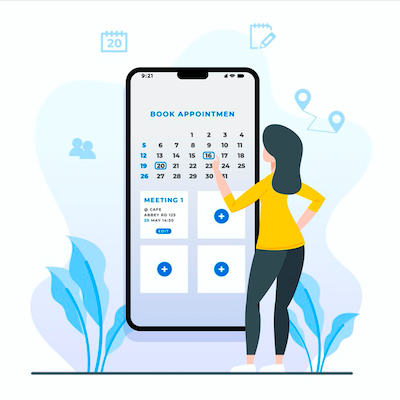 20
9:21
BOOK APPOINTMEN
1 2 3 4
5 6 7 8 9 10 11
12 13 14 15 16 17 18
19 20 21 22 23 24 25
26 27 28 29 30 31
MEETING 1
@ CAFE
ABBEY RD 123
25 MAY 14:30
EDIT